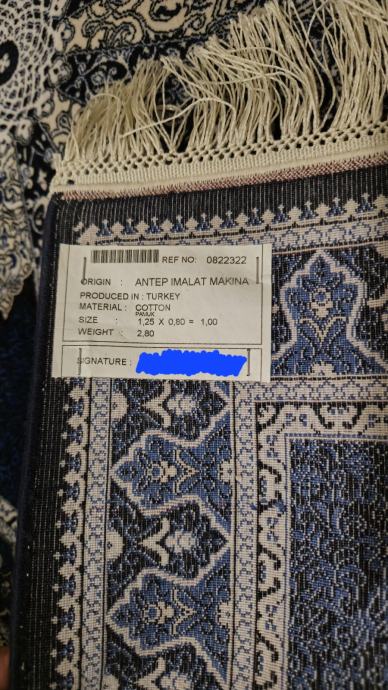 REF NO: 0822322
ORIGIN : ANTEP IMALAT MAKINA
PRODUCED IN : TURKEY
MATERIAL : COTTON
PAMUK
SIZE : 1,25 X 0,80 = 1,00
WEIGHT : 2,80
SIGNATURE :